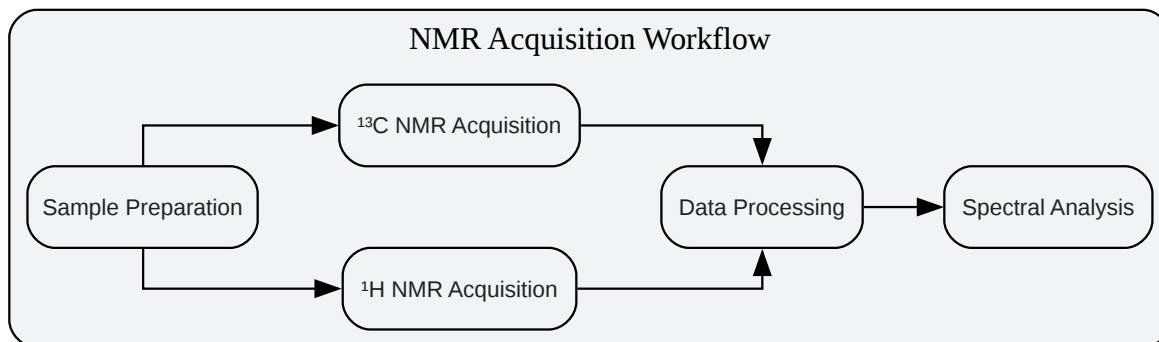 NMR Acquisition Workflow
¹³C NMR Acquisition
Sample Preparation
Data Processing
Spectral Analysis
¹H NMR Acquisition